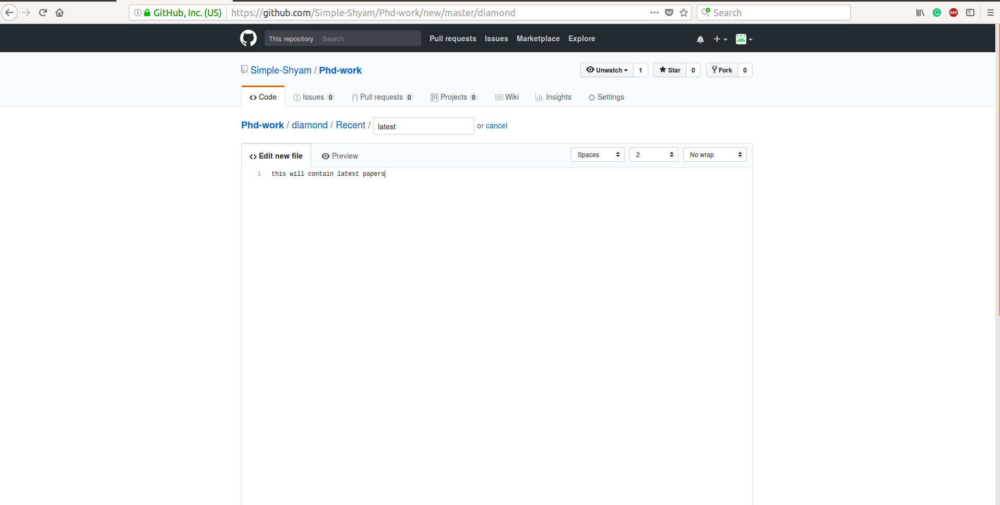 GitHub, Inc. (US) https://github.com/Simple-Shyam/Phd-work/new/master/diamond Search
ABP
This repository Search Pull requests Issues Marketplace Explore
Simple-Shyam / Phd-work Unwatch 1 Star 0 Fork 0
Code Issues 0 Pull requests 0 Projects 0 Wiki Insights Settings
Phd-work / diamond / Recent / latest or cancel
Edit new file Preview Spaces 2 No wrap
1 this will contain latest papers